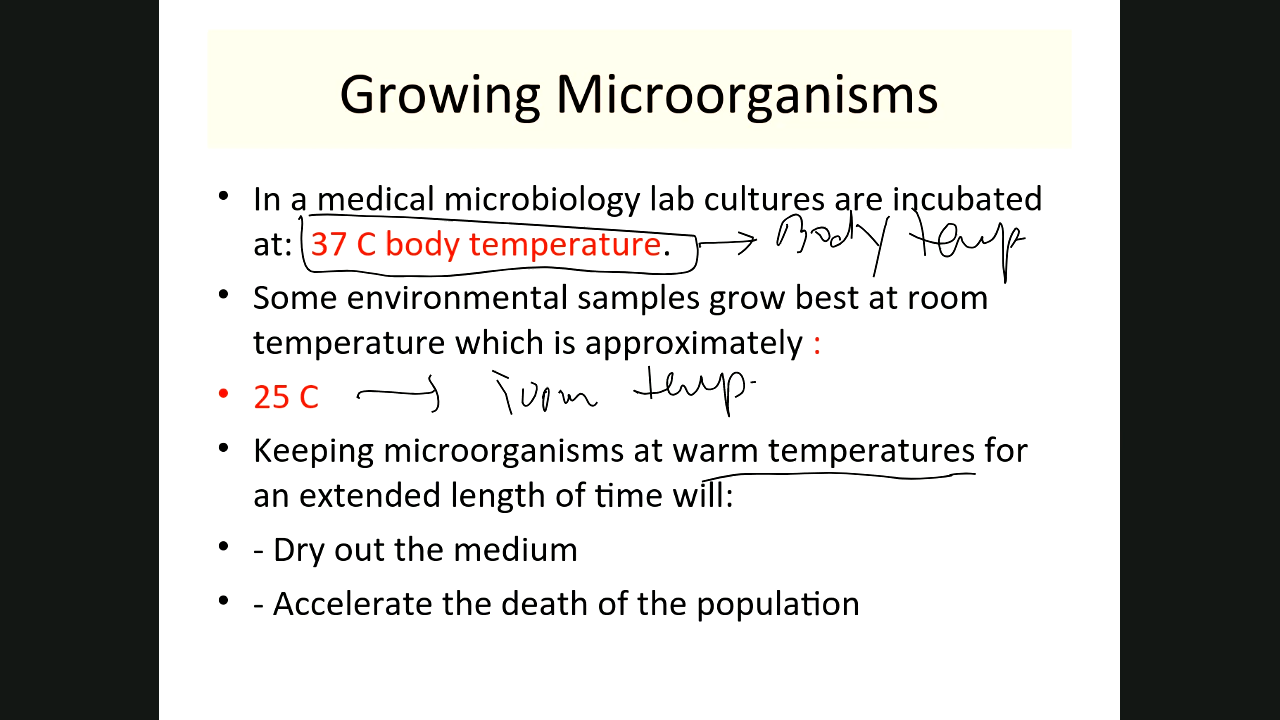 Growing Microorganisms
• In a medical microbiology lab cultures are incubated
at: 37 C body temperature. → Body temp
• Some environmental samples grow best at room
temperature which is approximately :
• 25 C → room temp.
• Keeping microorganisms at warm temperatures for
an extended length of time will:
• - Dry out the medium
• - Accelerate the death of the population